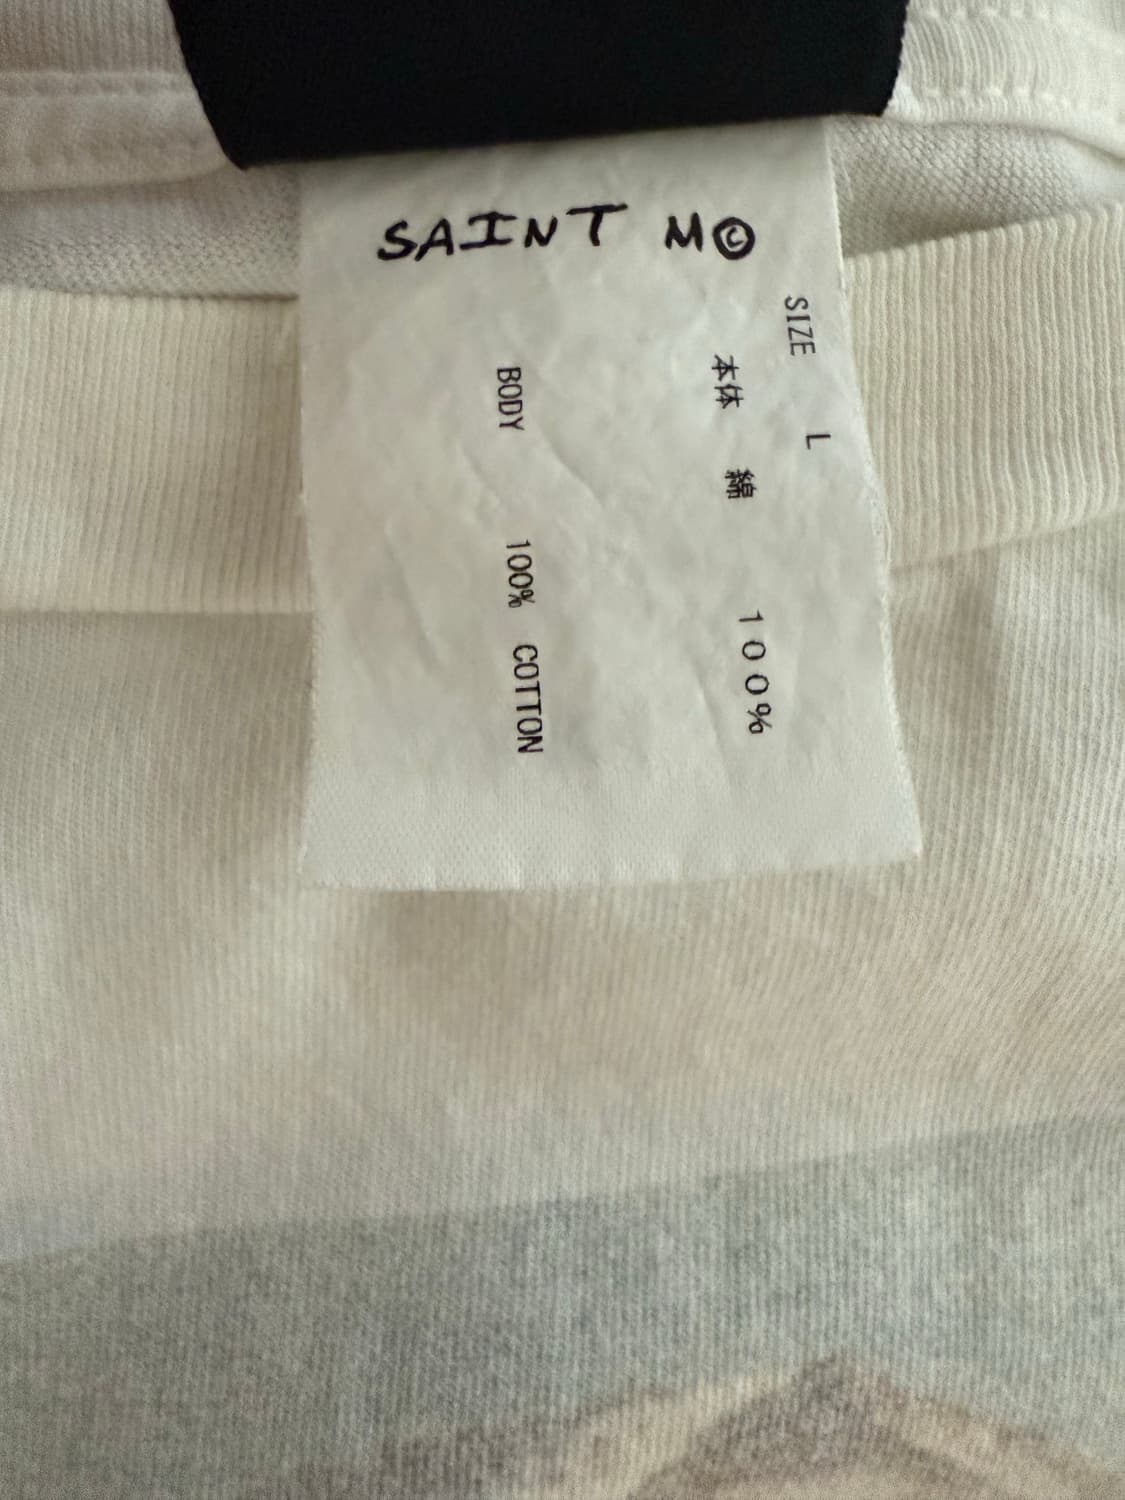 SAINT M©
SIZE L
本体 綿 100%
BODY 100% COTTON